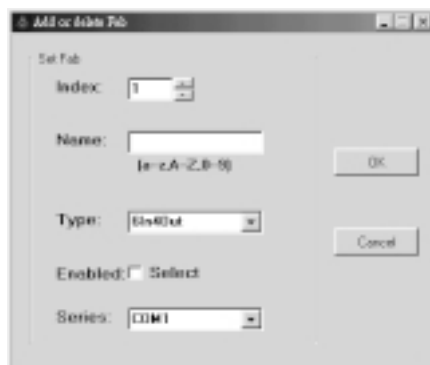 Add or delete Fab
Set Fab
Index: 1
Name:
(a-z,A-Z,0-9)
OK
Type:
Cancel
Enabled: Select
Series: COM1